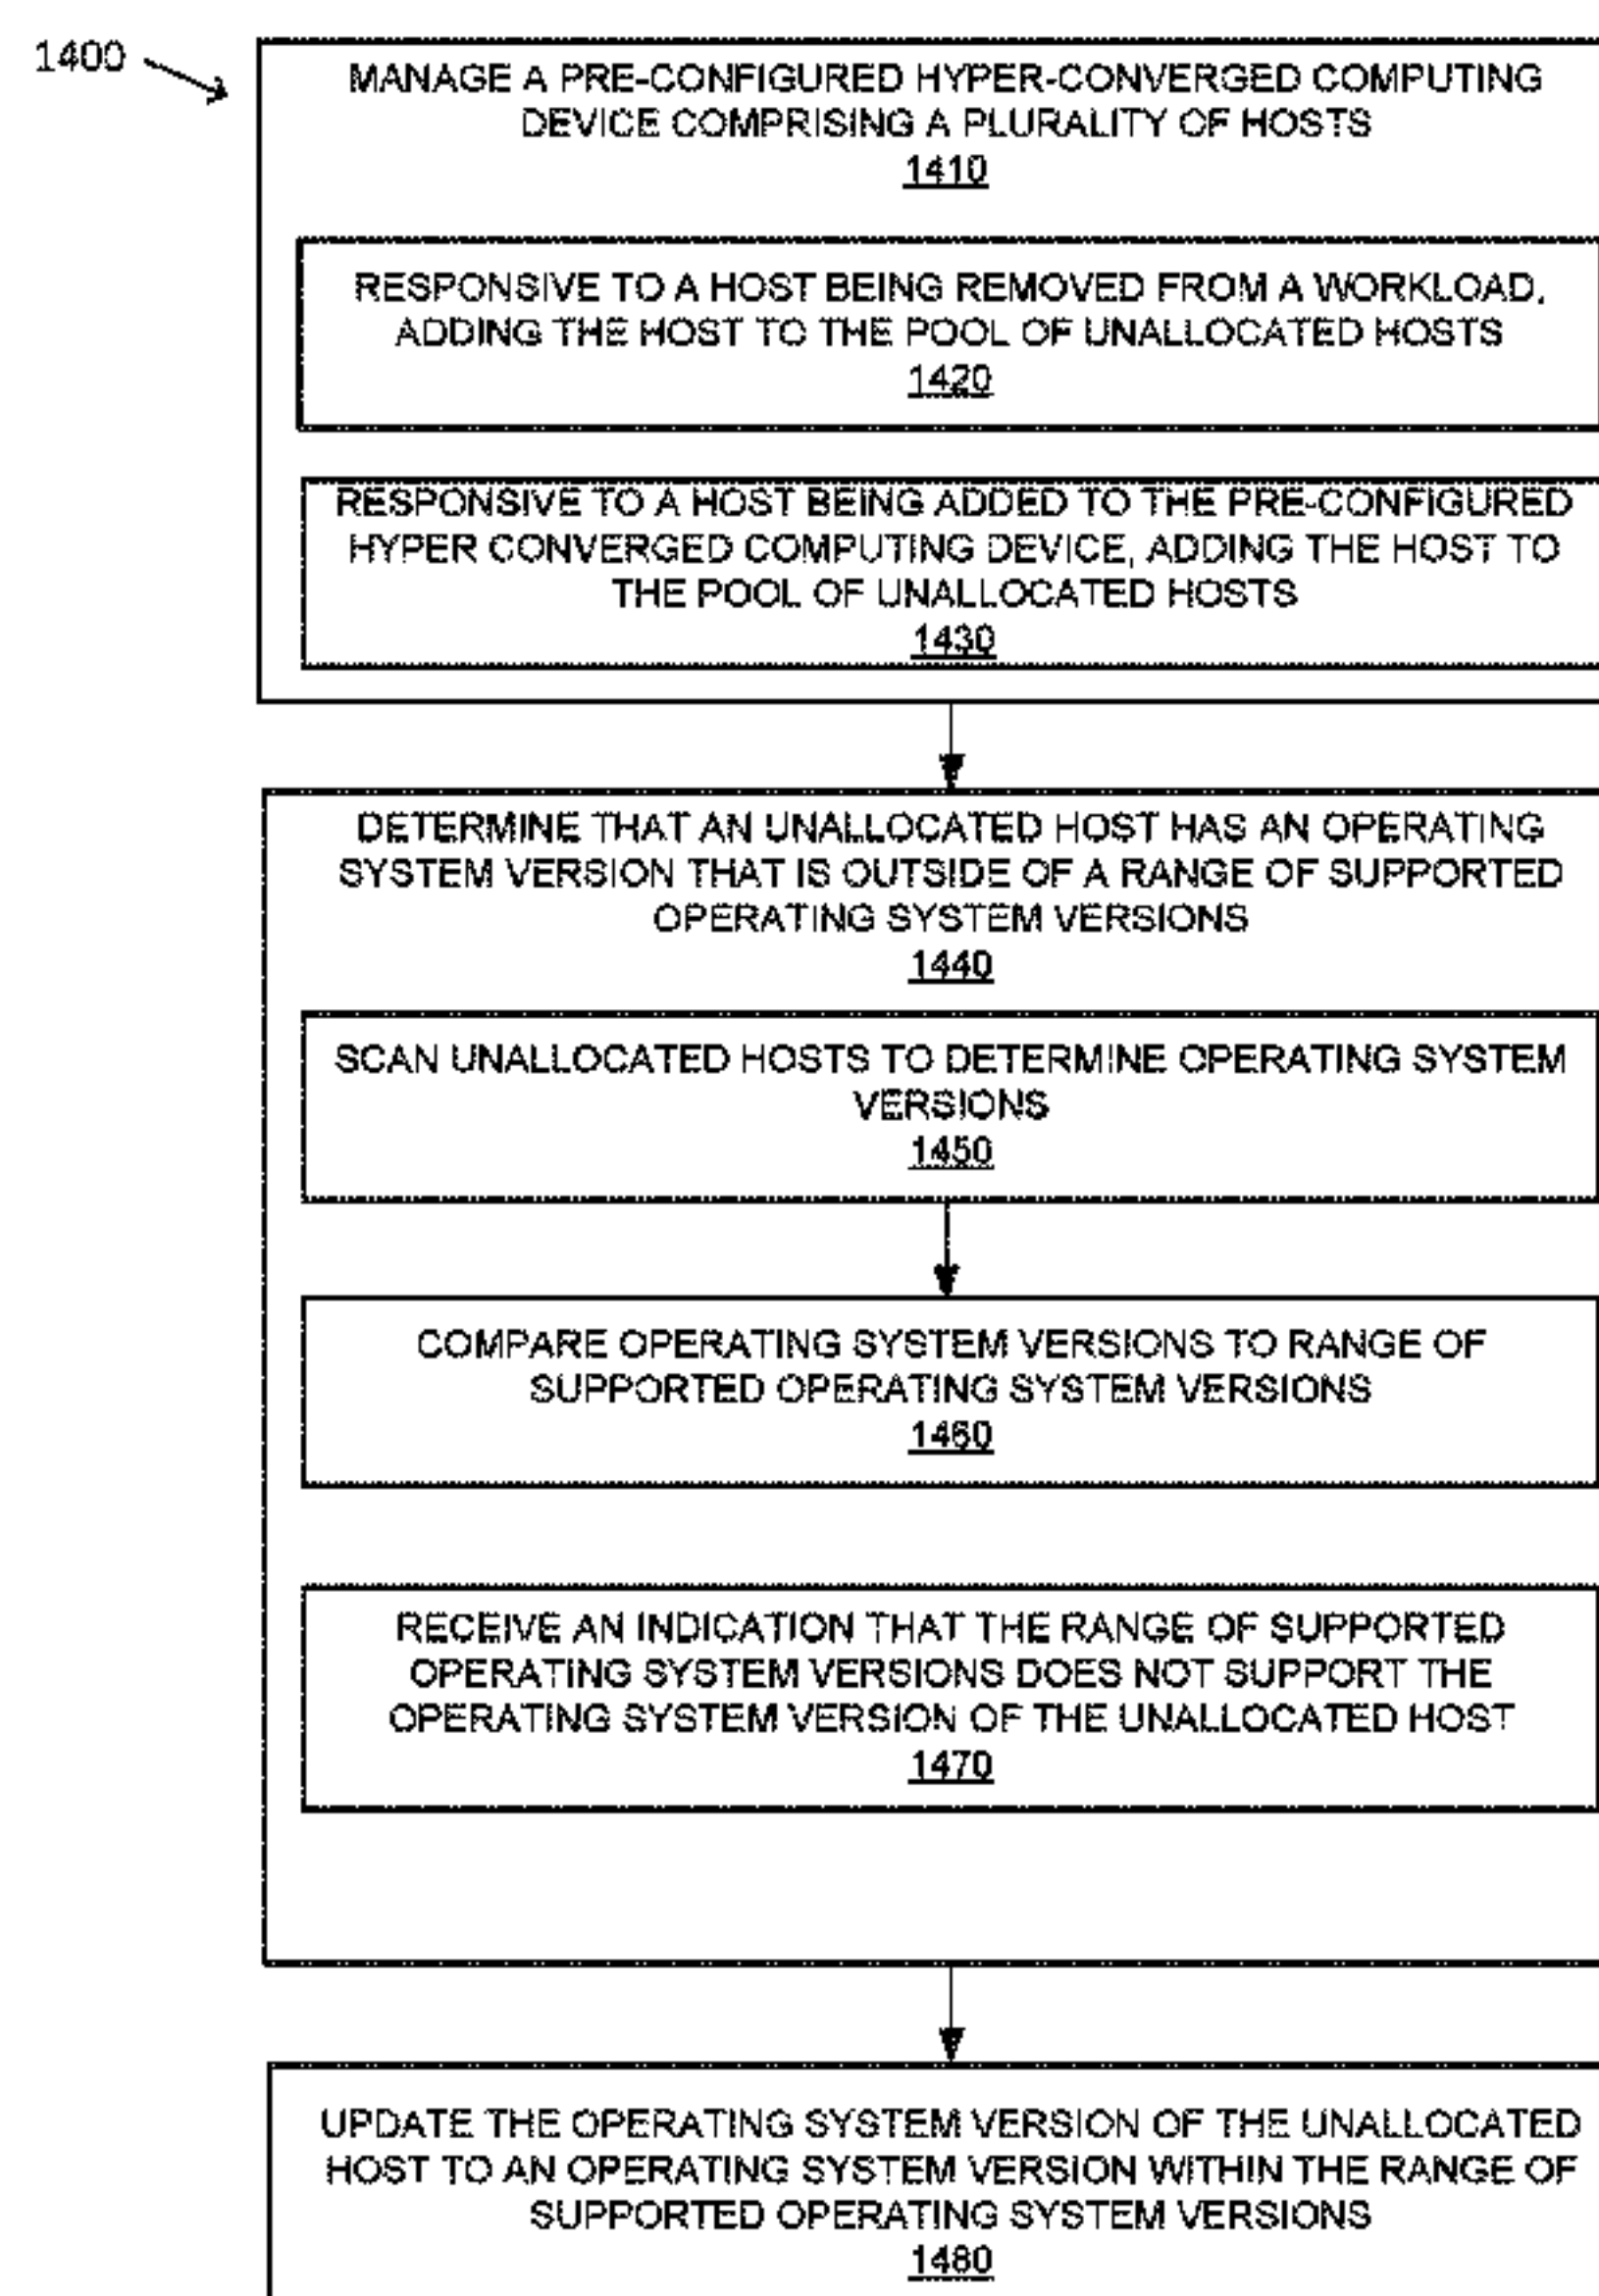 1400
MANAGE A PRE-CONFIGURED HYPER-CONVERGED COMPUTING
DEVICE COMPRISING A PLURALITY OF HOSTS
1410
RESPONSIVE TO A HOST BEING REMOVED FROM A WORKLOAD,
ADDING THE HOST TO THE POOL OF UNALLOCATED HOSTS
1420
RESPONSIVE TO A HOST BEING ADDED TO THE PRE-CONFIGURED
HYPER CONVERGED COMPUTING DEVICE, ADDING THE HOST TO
THE POOL OF UNALLOCATED HOSTS
1430
DETERMINE THAT AN UNALLOCATED HOST HAS AN OPERATING
SYSTEM VERSION THAT IS OUTSIDE OF A RANGE OF SUPPORTED
OPERATING SYSTEM VERSIONS
1440
SCAN UNALLOCATED HOSTS TO DETERMINE OPERATING SYSTEM
VERSIONS
1450
COMPARE OPERATING SYSTEM VERSIONS TO RANGE OF
SUPPORTED OPERATING SYSTEM VERSIONS
1460
RECEIVE AN INDICATION THAT THE RANGE OF SUPPORTED
OPERATING SYSTEM VERSIONS DOES NOT SUPPORT THE
OPERATING SYSTEM VERSION OF THE UNALLOCATED HOST
1470
UPDATE THE OPERATING SYSTEM VERSION OF THE UNALLOCATED
HOST TO AN OPERATING SYSTEM VERSION WITHIN THE RANGE OF
SUPPORTED OPERATING SYSTEM VERSIONS
1480